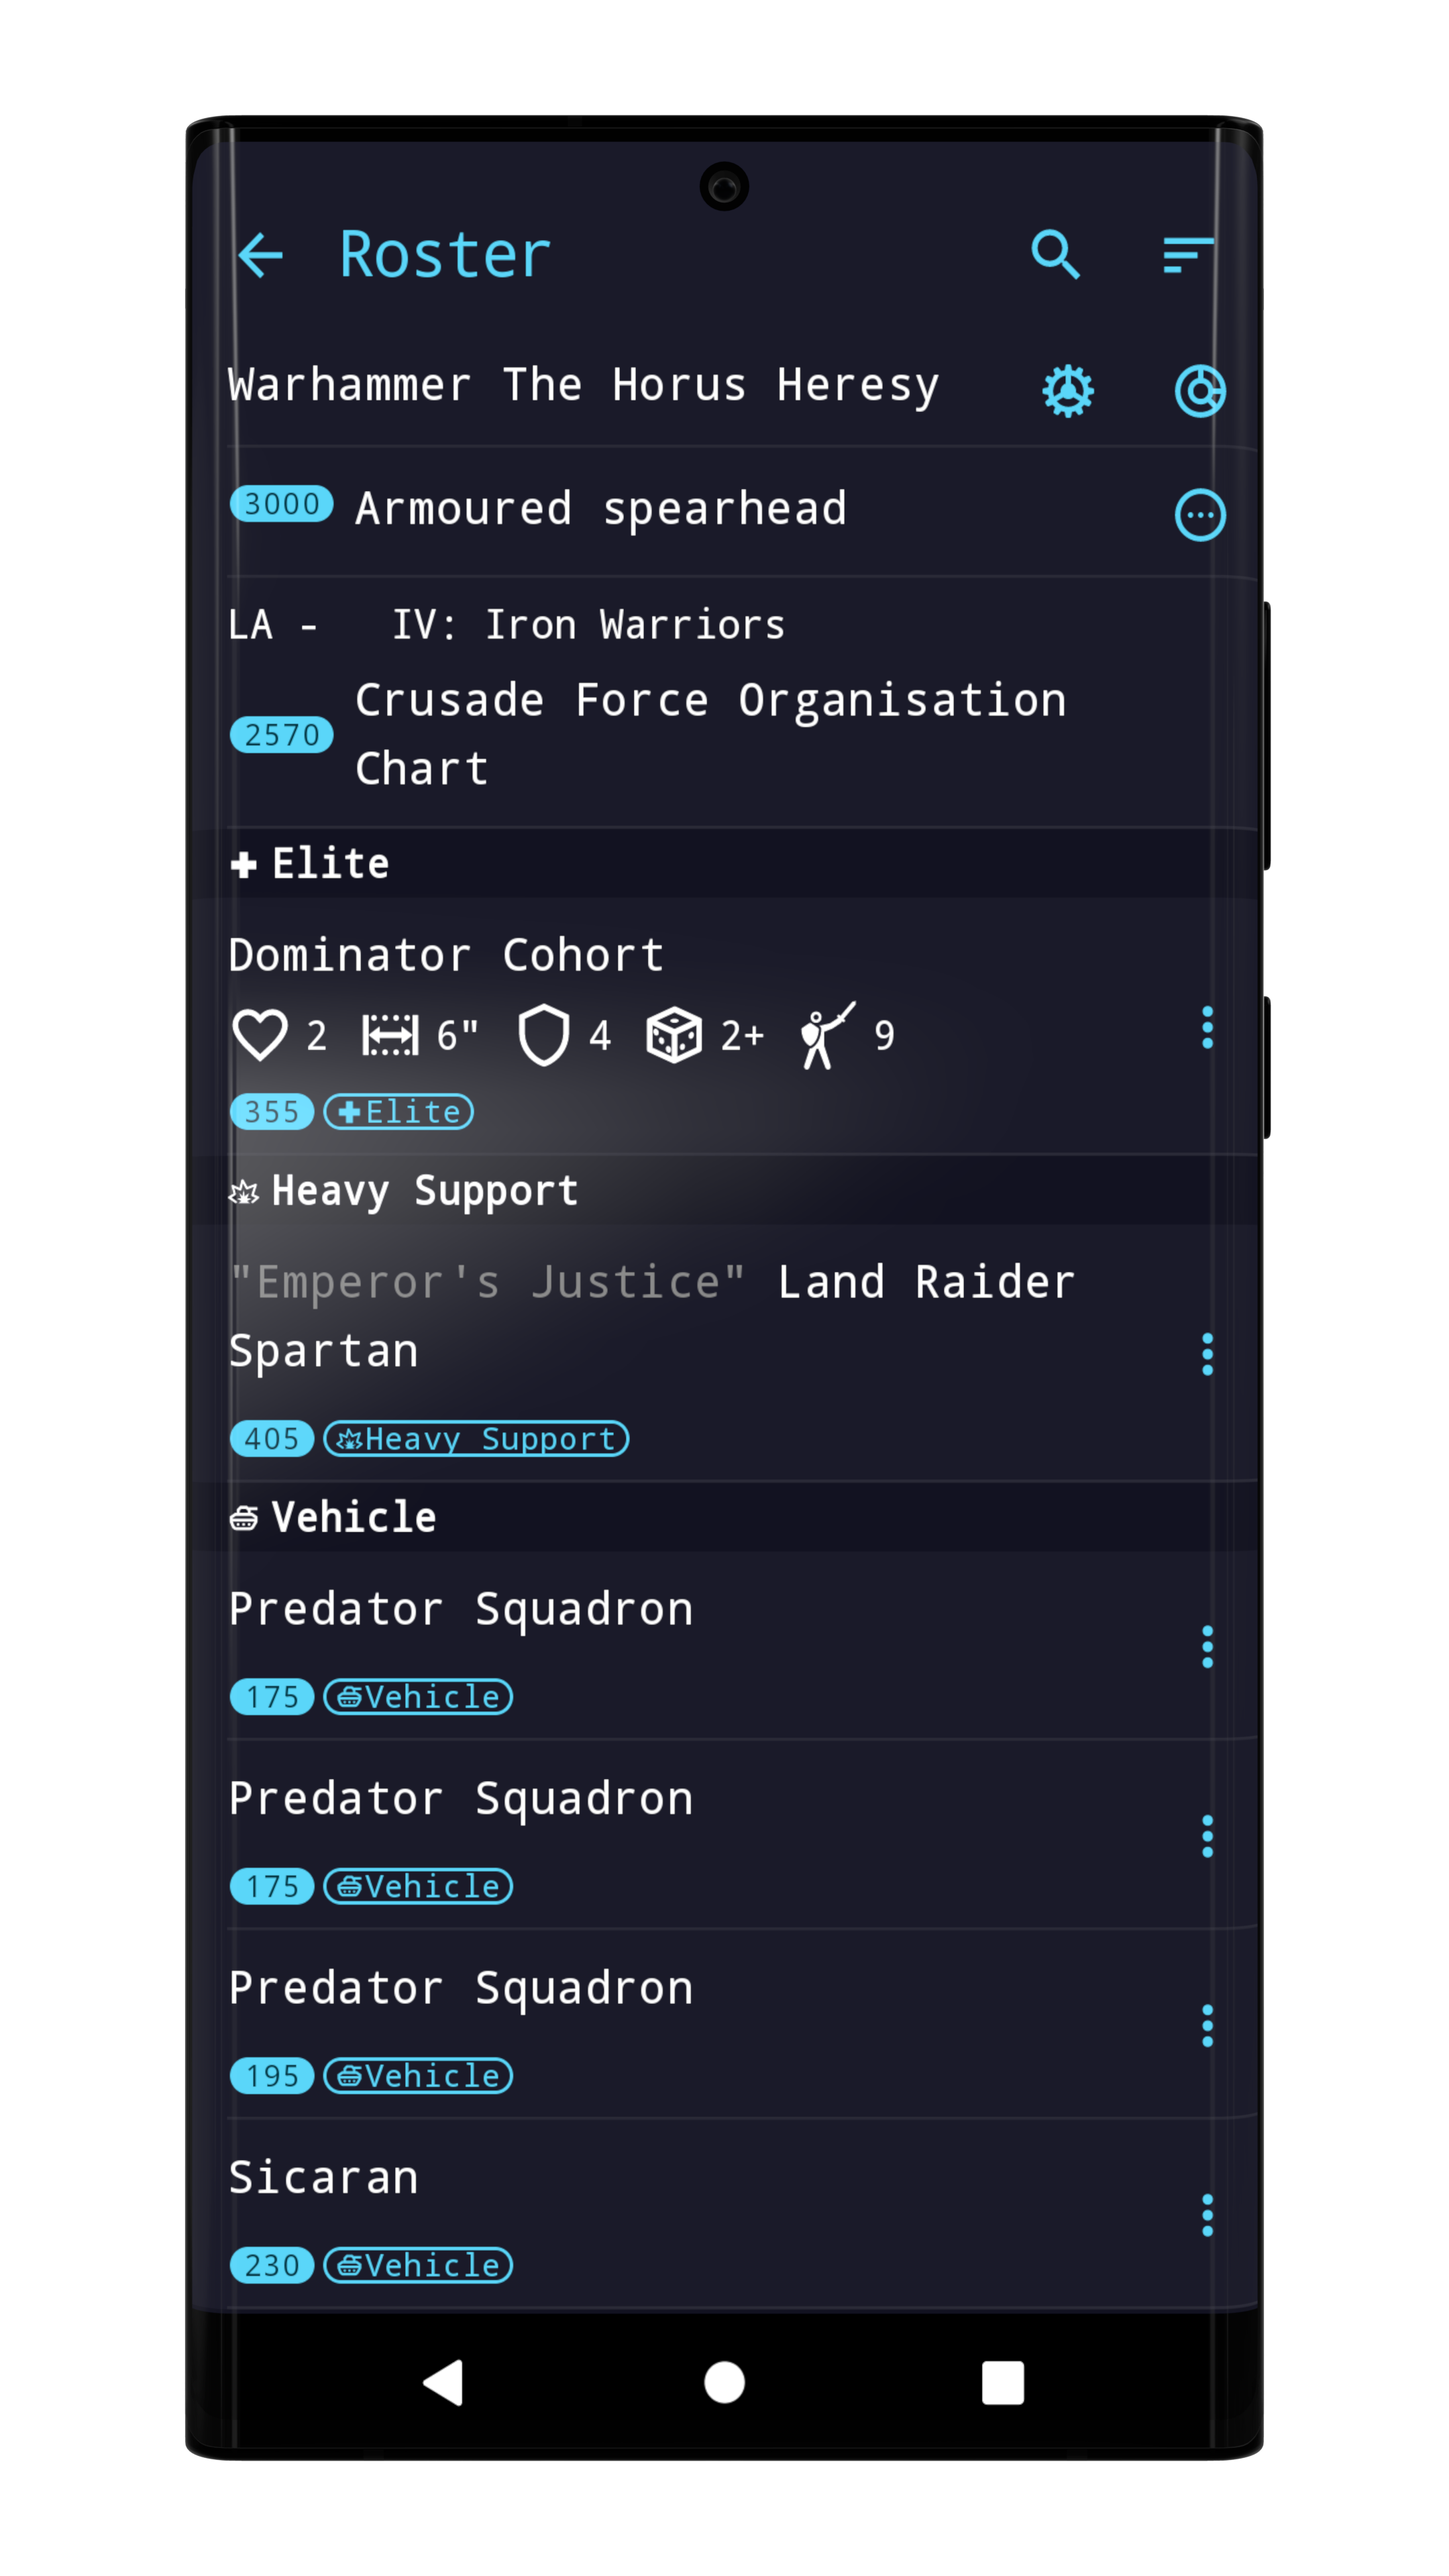 Roster
Warhammer The Horus Heresy
3000 Armoured spearhead
LA - IV: Iron Warriors
2570 Crusade Force Organisation
Chart
Elite
Dominator Cohort
2 6" 4 2+ 9
355 Elite
Heavy Support
"Emperor's Justice" Land Raider
Spartan
405 Heavy Support
Vehicle
Predator Squadron
175 Vehicle
Predator Squadron
175 Vehicle
Predator Squadron
195 Vehicle
Sicaran
230 Vehicle